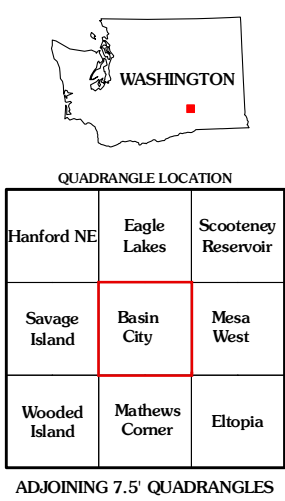 WASHINGTON
QUADRANGLE LOCATION
Hanford NE
Eagle
Lakes
Scooteney
Reservoir
Savage
Island
Basin
City
Mesa
West
Wooded
Island
Mathews
Corner
Eltopia
ADJOINING 7.5' QUADRANGLES